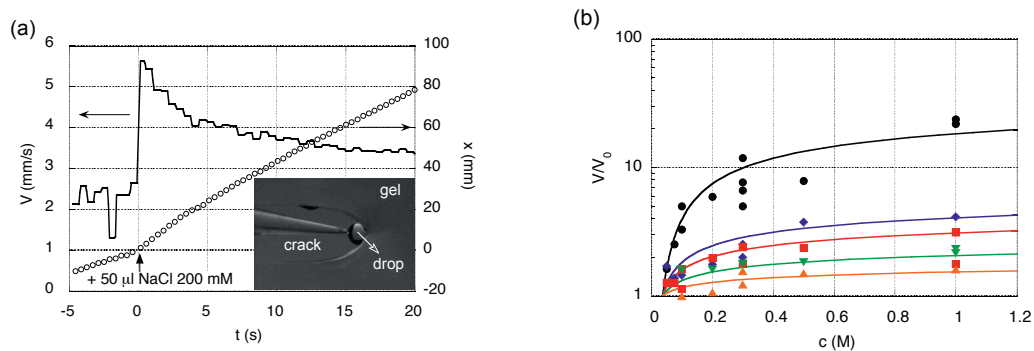 (a)
6
5
4
3
2
1
0
V (mm/s)
100
80
60
40
20
0
-20
x (mm)
-5
0
5
10
15
20
t (s)
+ 50 µl NaCl 200 mM
gel
crack
drop
(b)
100
10
1
V/V0
0
0.2
0.4
0.6
0.8
1
1.2
c (M)